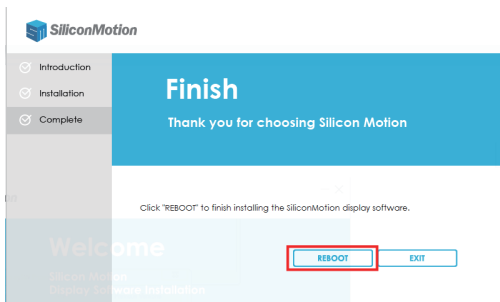 SiliconMotion
Introduction
Installation
Complete
Finish
Thank you for choosing Silicon Motion
Click "REBOOT" to finish installing the SiliconMotion display software.
Welcome
Silicon Motion
Display Software Installation
REBOOT
EXIT